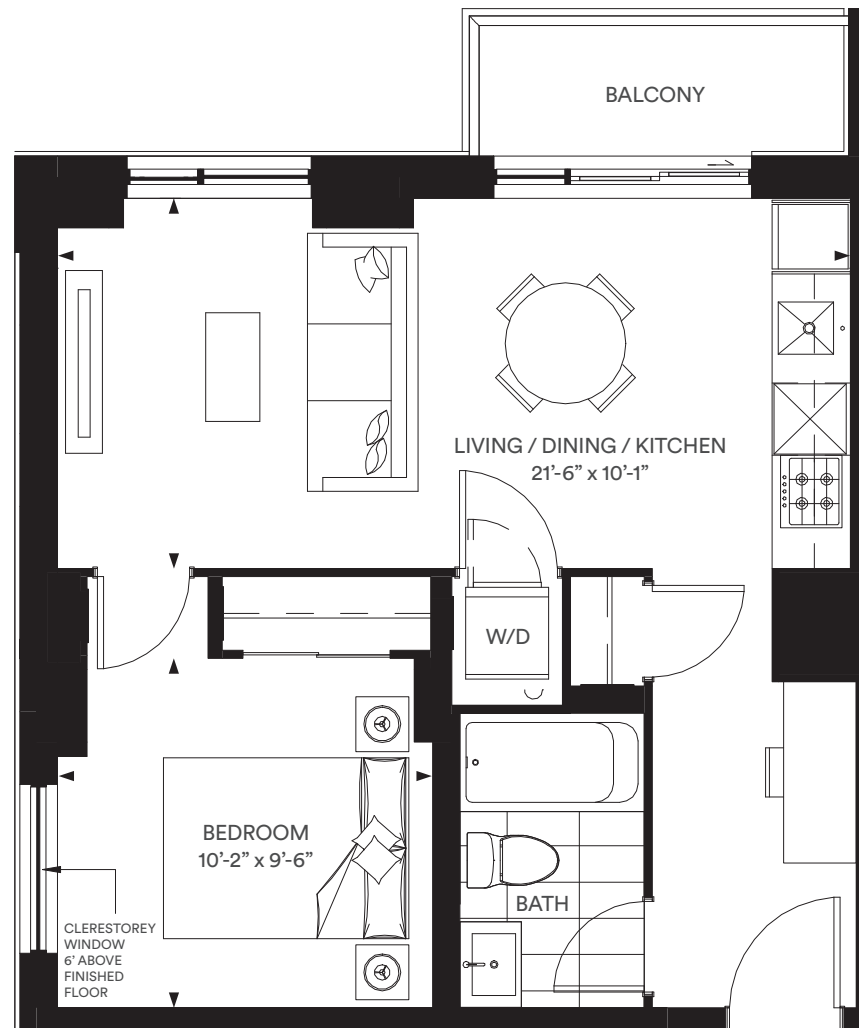 BALCONY
LIVING / DINING / KITCHEN
21’-6” x 10’-1”
W/D
BEDROOM
10’-2” x 9’-6”
BATH
CLERESTOREY
WINDOW
6’ ABOVE
FINISHED
FLOOR